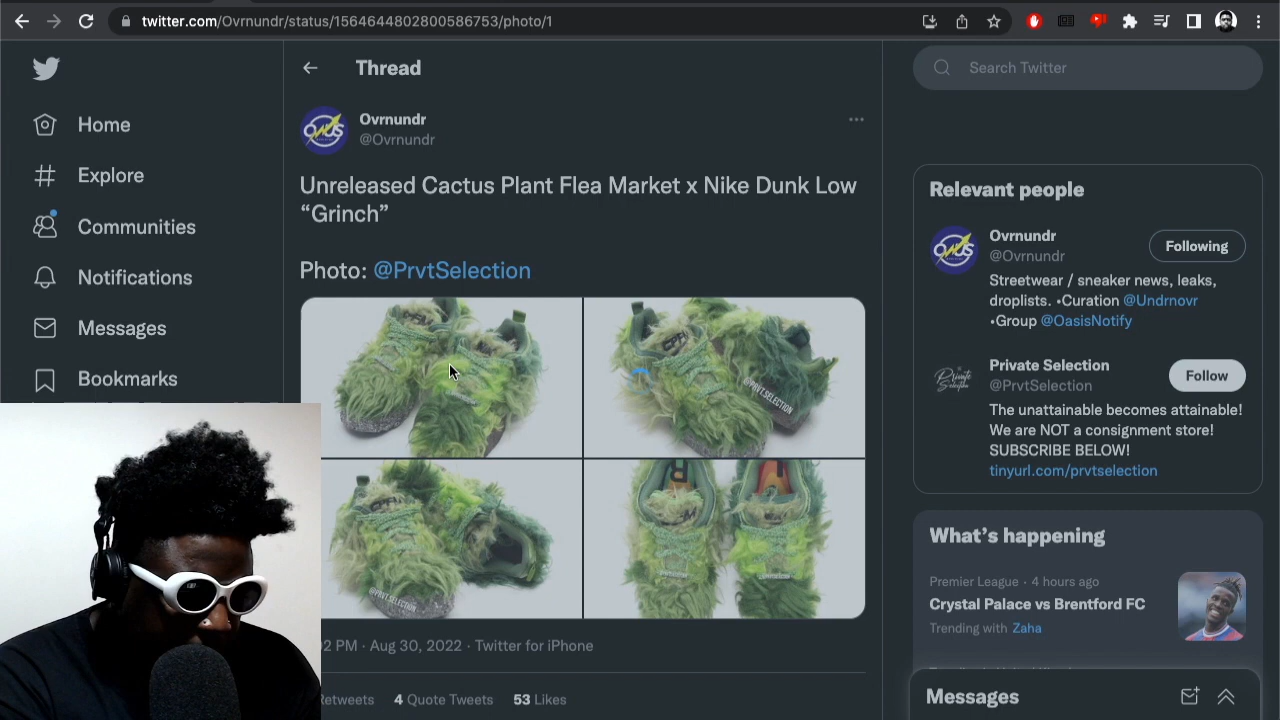 twitter.com/Ovrnundr/status/1564644802800586753/photo/1
Home
Explore
Communities
Notifications
Messages
Bookmarks
Thread
Ovrnundr
@Ovrnundr
Unreleased Cactus Plant Flea Market x Nike Dunk Low
“Grinch”
Photo: @PrvtSelection
@PRVT.SELECTION
@PRVT.SELECTION
2 PM · Aug 30, 2022 · Twitter for iPhone
Retweets 4 Quote Tweets 53 Likes
Search Twitter
Relevant people
Ovrnundr
@Ovrnundr
Following
Streetwear / sneaker news, leaks,
droplists. •Curation @Undrnovr
•Group @OasisNotify
Private Selection
@PrvtSelection
Follow
The unattainable becomes attainable!
We are NOT a consignment store!
SUBSCRIBE BELOW!
tinyurl.com/prvtselection
What’s happening
Premier League · 4 hours ago
Crystal Palace vs Brentford FC
Trending with Zaha
Messages